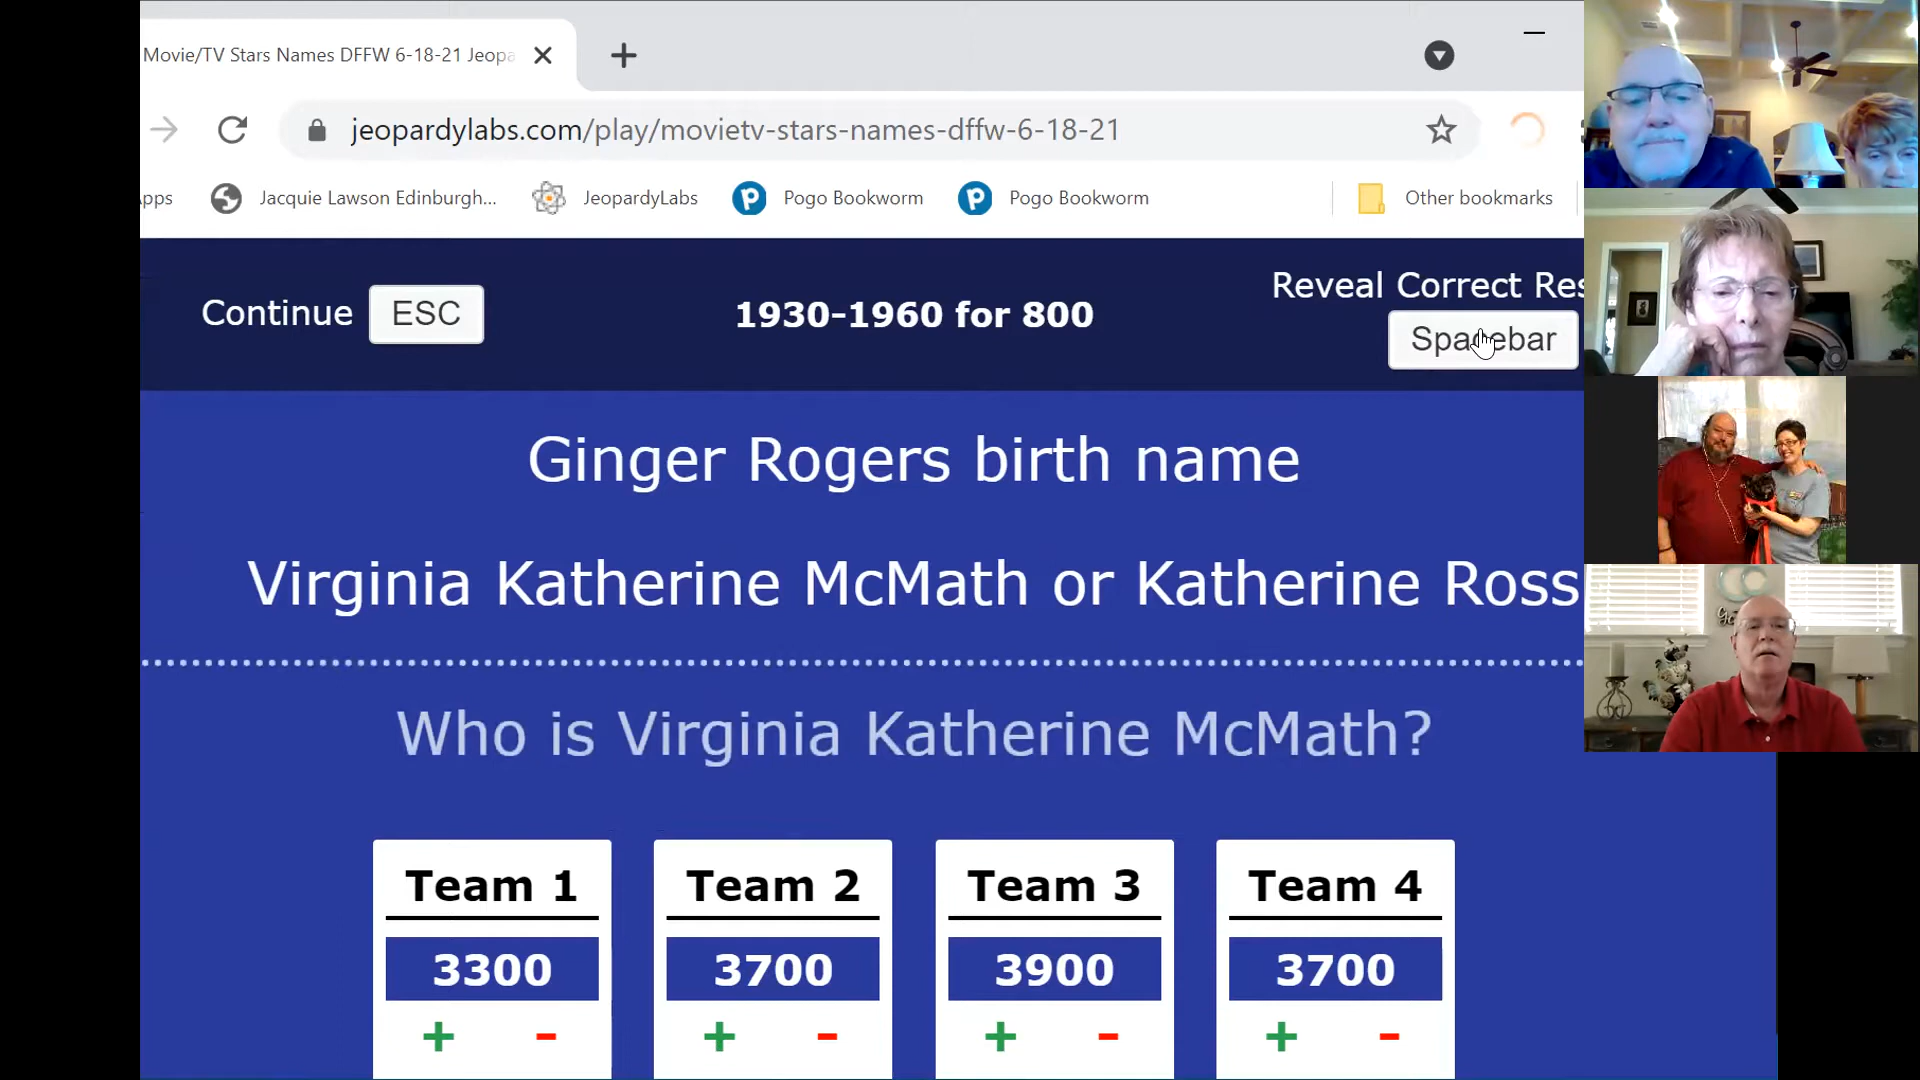 Movie/TV Stars Names DFFW 6-18-21 Jeopa
jeopardylabs.com/play/movietv-stars-names-dffw-6-18-21
pps
Jacquie Lawson Edinburgh...
JeopardyLabs
Pogo Bookworm
Pogo Bookworm
Other bookmarks
Continue ESC
1930-1960 for 800
Reveal Correct Res
Spacebar
Ginger Rogers birth name
Virginia Katherine McMath or Katherine Ross
Who is Virginia Katherine McMath?
Team 1 Team 2 Team 3 Team 4
3300 3700 3900 3700
+ - + - + - + -